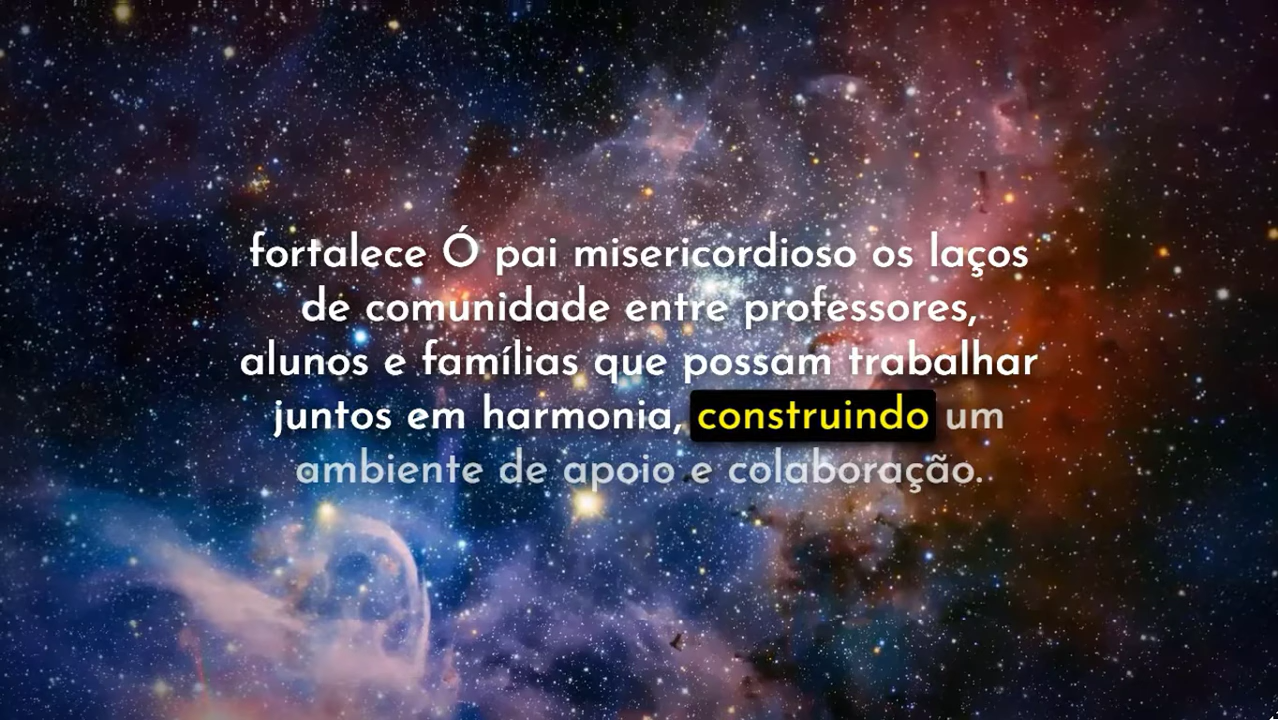 fortalece Ó pai misericordioso os laços
de comunidade entre professores,
alunos e famílias que possam trabalhar
juntos em harmonia, construindo um
ambiente de apoio e colaboração.